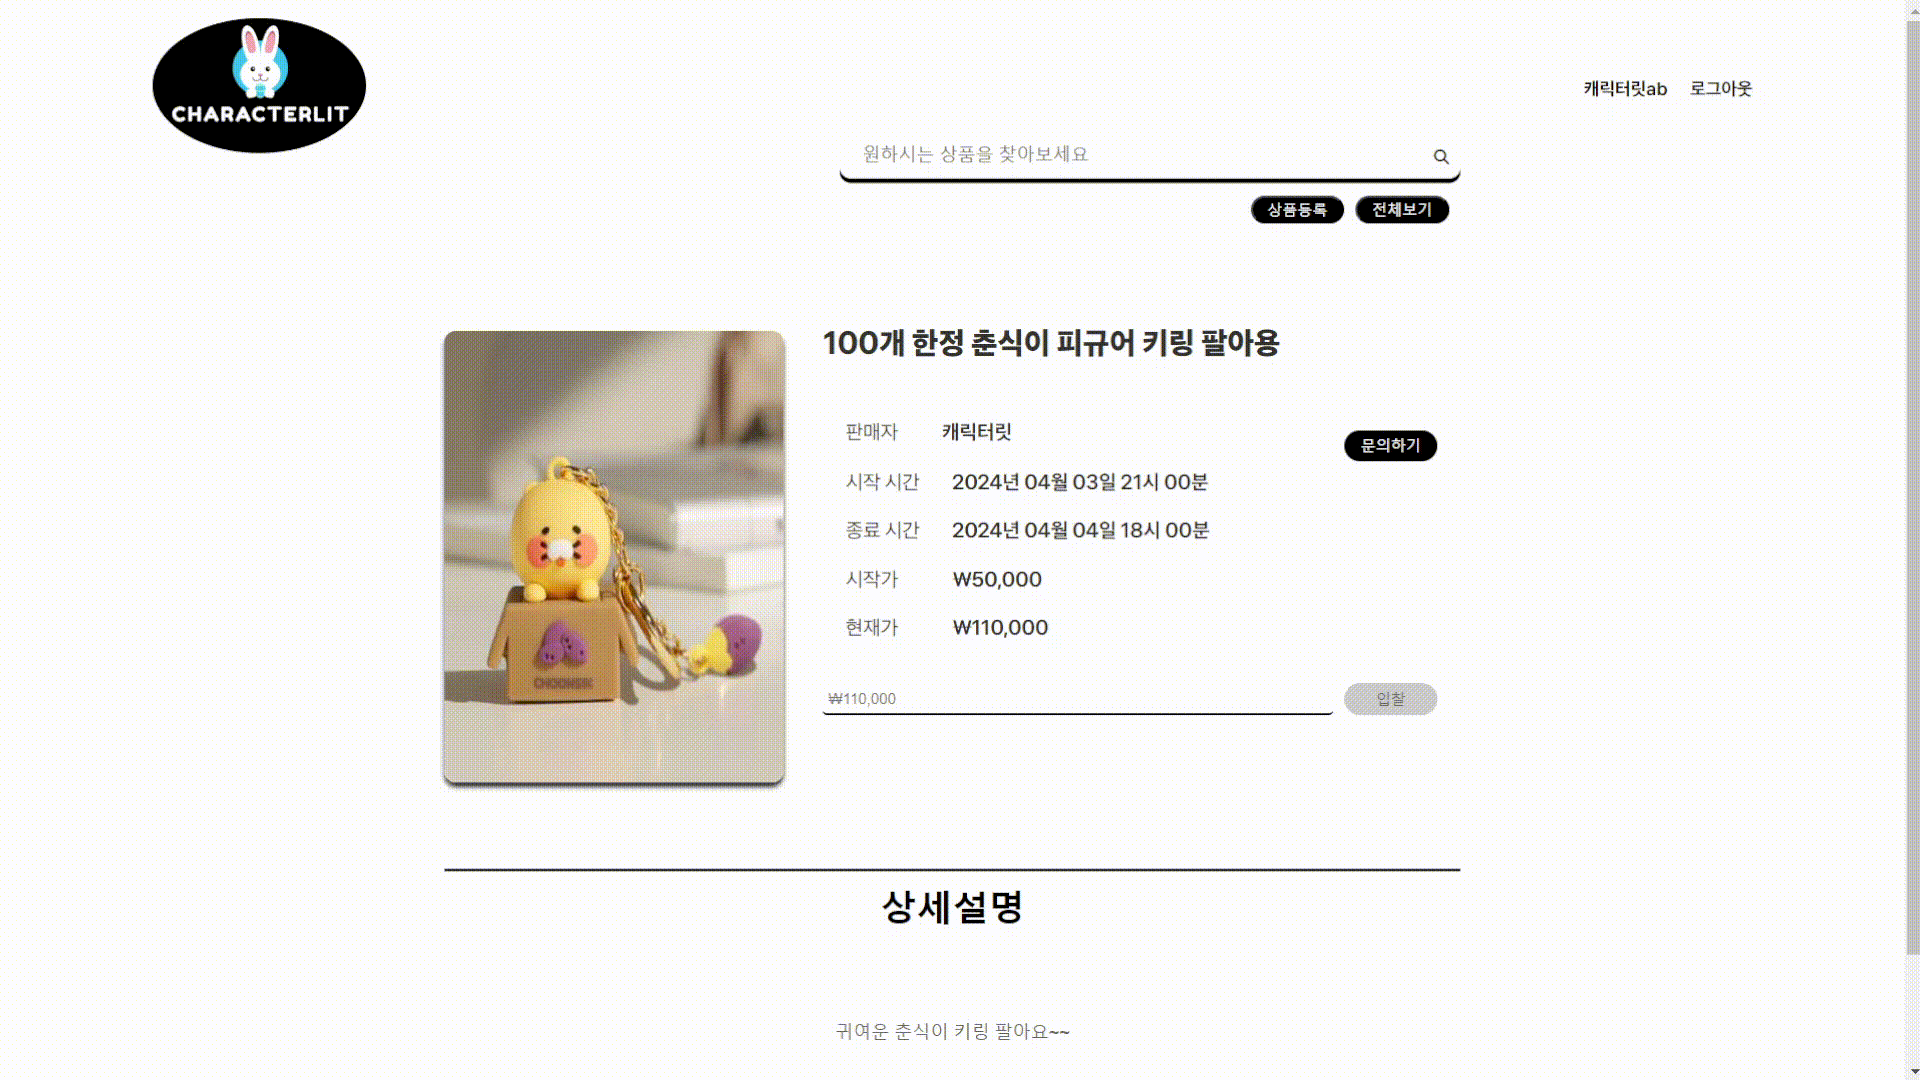 CHARACTERLIT
캐릭터릿ab 로그아웃
원하시는 상품을 찾아보세요
상품등록 전체보기
100개 한정 춘식이 피규어 키링 팔아용
판매자 캐릭터릿
문의하기
시작 시간 2024년 04월 03일 21시 00분
종료 시간 2024년 04월 04일 18시 00분
시작가 ₩50,000
현재가 ₩110,000
₩110,000 입찰
CHOONSIK
상세설명
귀여운 춘식이 키링 팔아요~~